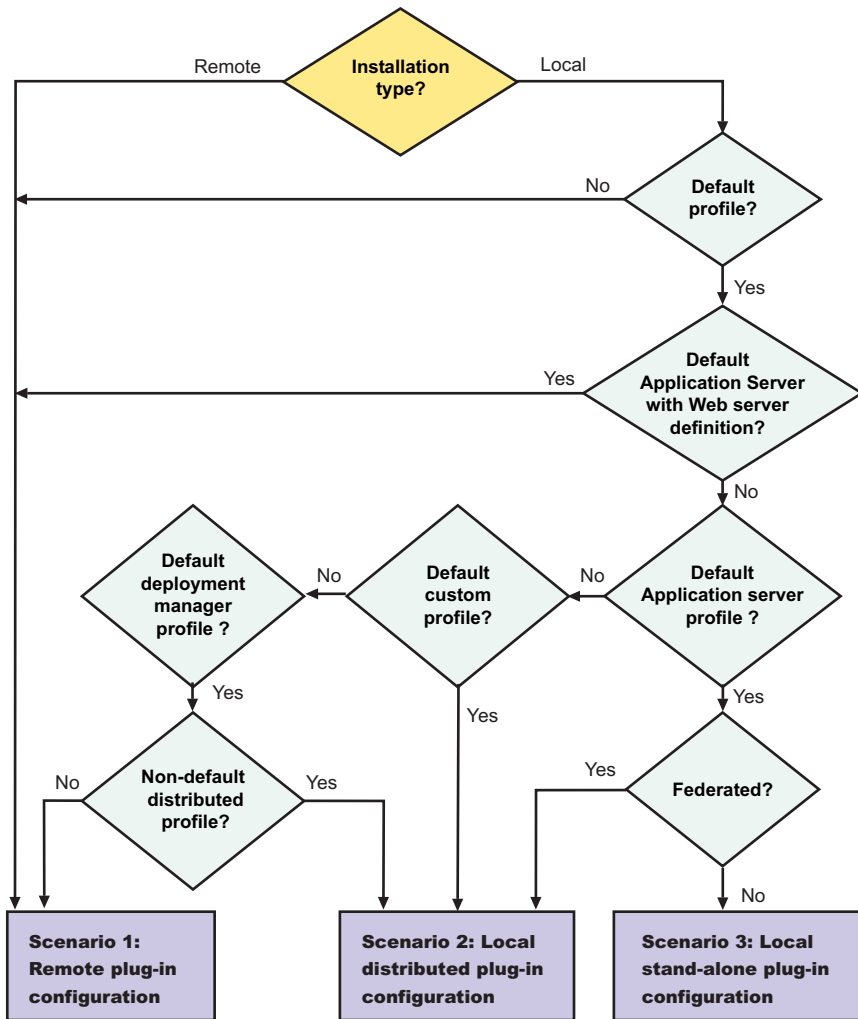 Remote
Installation
type?
Local
No
Default
profile?
Yes
Yes
Default
Application Server
with Web server
definition?
No
Default
deployment
manager
profile ?
No
Default
custom
profile?
No
Default
Application server
profile ?
Yes
Yes
Yes
No
Non-default
distributed
profile?
Yes
Yes
Federated?
No
Scenario 1:
Remote plug-in
configuration
Scenario 2: Local
distributed plug-in
configuration
Scenario 3: Local
stand-alone plug-in
configuration